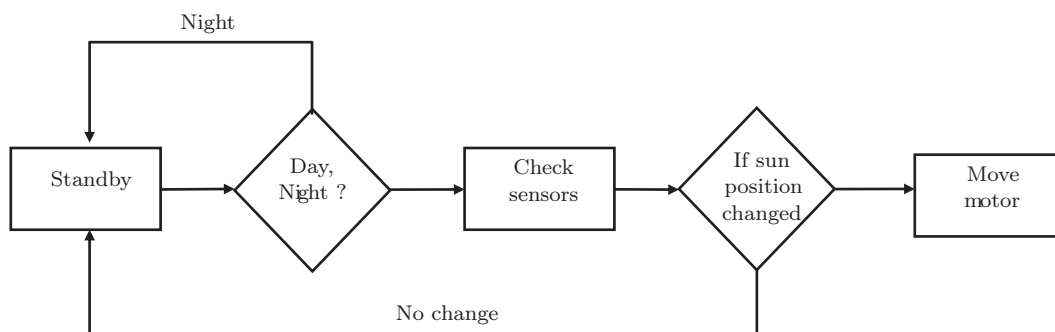 Night
Standby
Day,
Night ?
Check
sensors
If sun
position
changed
Move
motor
No change